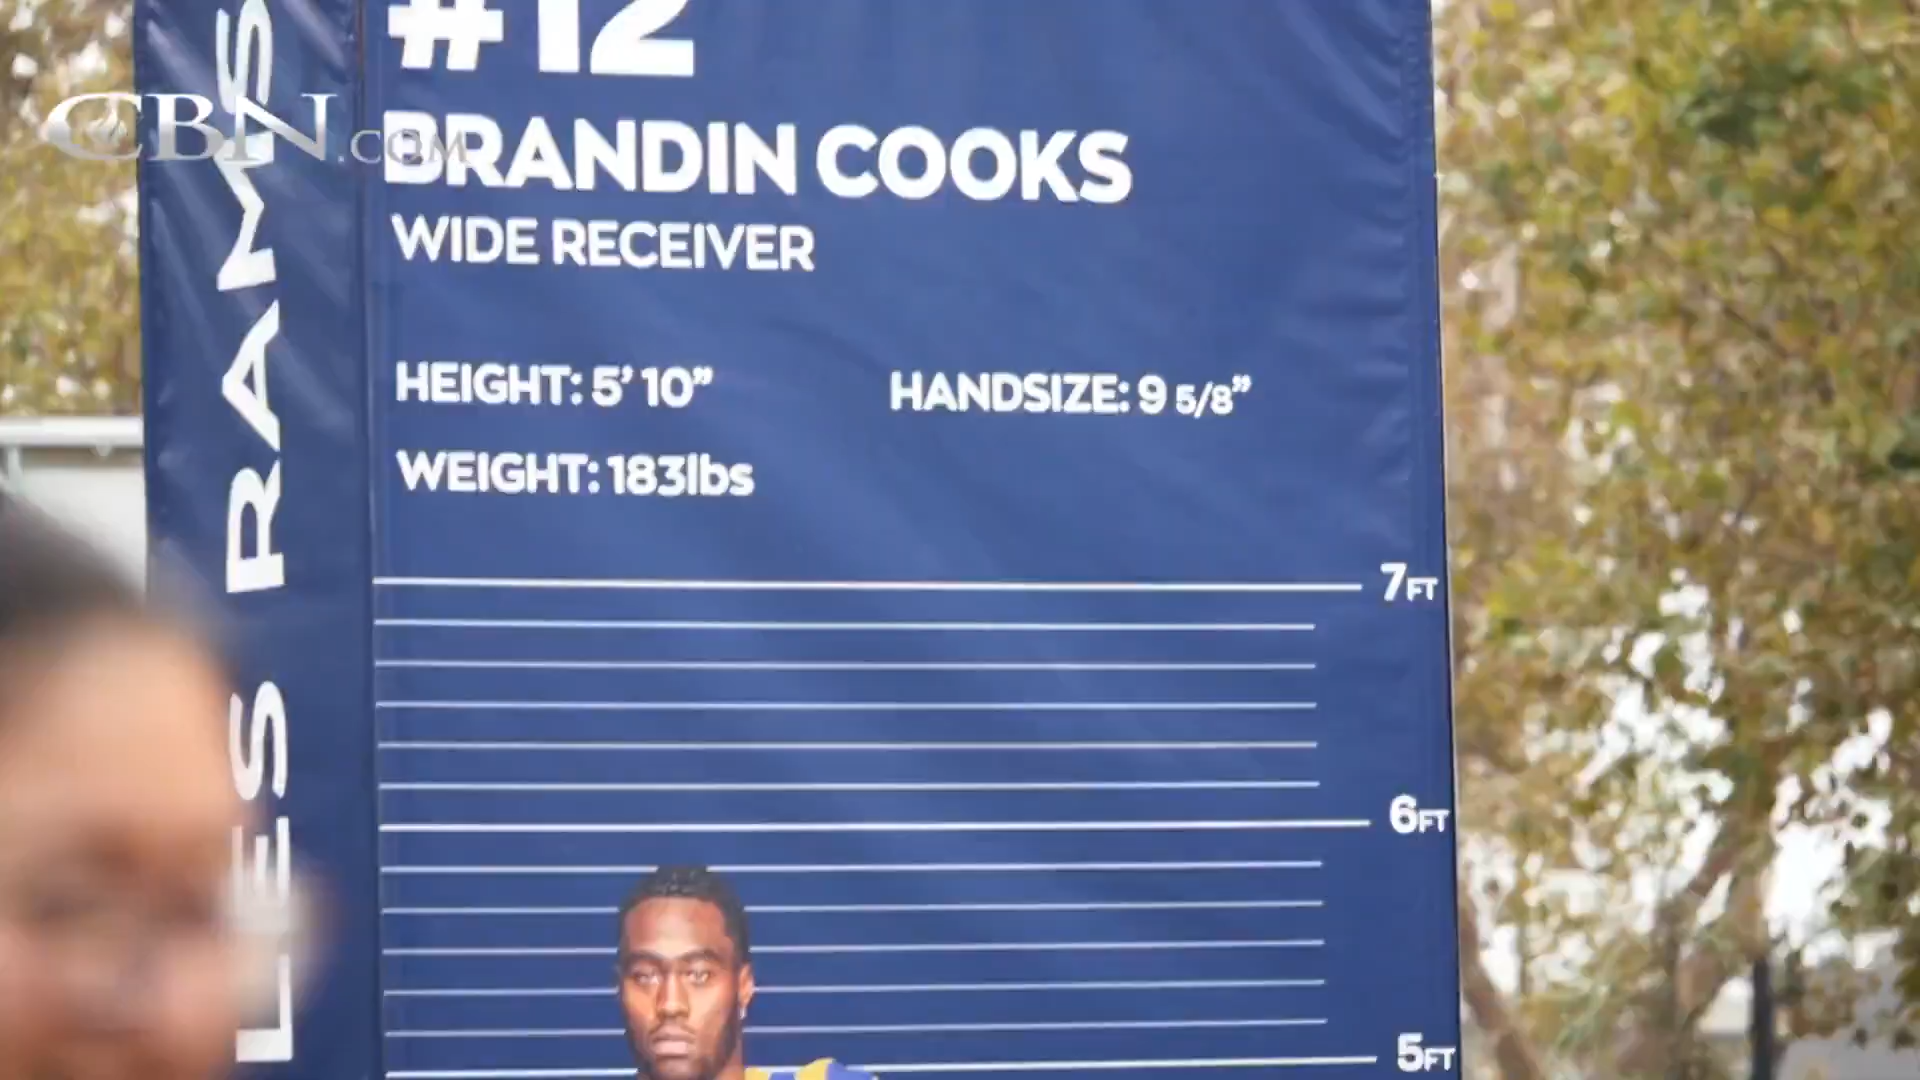 #12
CBN.COM
BRANDIN COOKS
WIDE RECEIVER
HEIGHT: 5' 10”
HANDSIZE: 9 5/8”
WEIGHT: 183lbs
7FT
6FT
5FT
LES RAMS